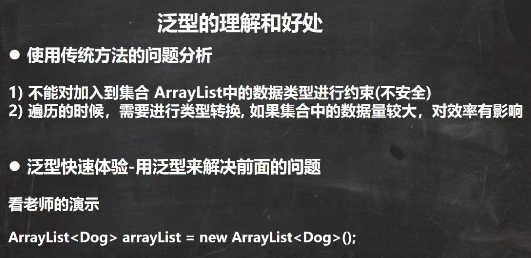 泛型的理解和好处
● 使用传统方法的问题分析
1) 不能对加入到集合 ArrayList中的数据类型进行约束(不安全)
2) 遍历的时候，需要进行类型转换, 如果集合中的数据量较大，对效率有影响
● 泛型快速体验-用泛型来解决前面的问题
看老师的演示
ArrayList<Dog> arrayList = new ArrayList<Dog>();